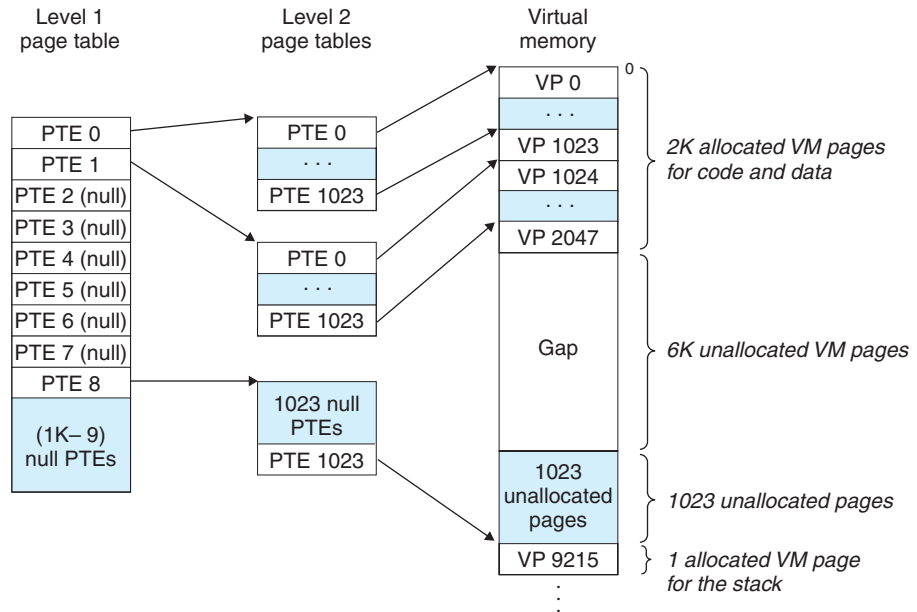 Level 1
page table
Level 2
page tables
Virtual
memory
PTE 0
PTE 1
PTE 2 (null)
PTE 3 (null)
PTE 4 (null)
PTE 5 (null)
PTE 6 (null)
PTE 7 (null)
PTE 8
(1K– 9)
null PTEs
PTE 0
. . .
PTE 1023
PTE 0
. . .
PTE 1023
1023 null
PTEs
PTE 1023
0
VP 0
. . .
VP 1023
VP 1024
. . .
VP 2047
Gap
1023
unallocated
pages
VP 9215
. . .
2K allocated VM pages
for code and data
6K unallocated VM pages
1023 unallocated pages
1 allocated VM page
for the stack